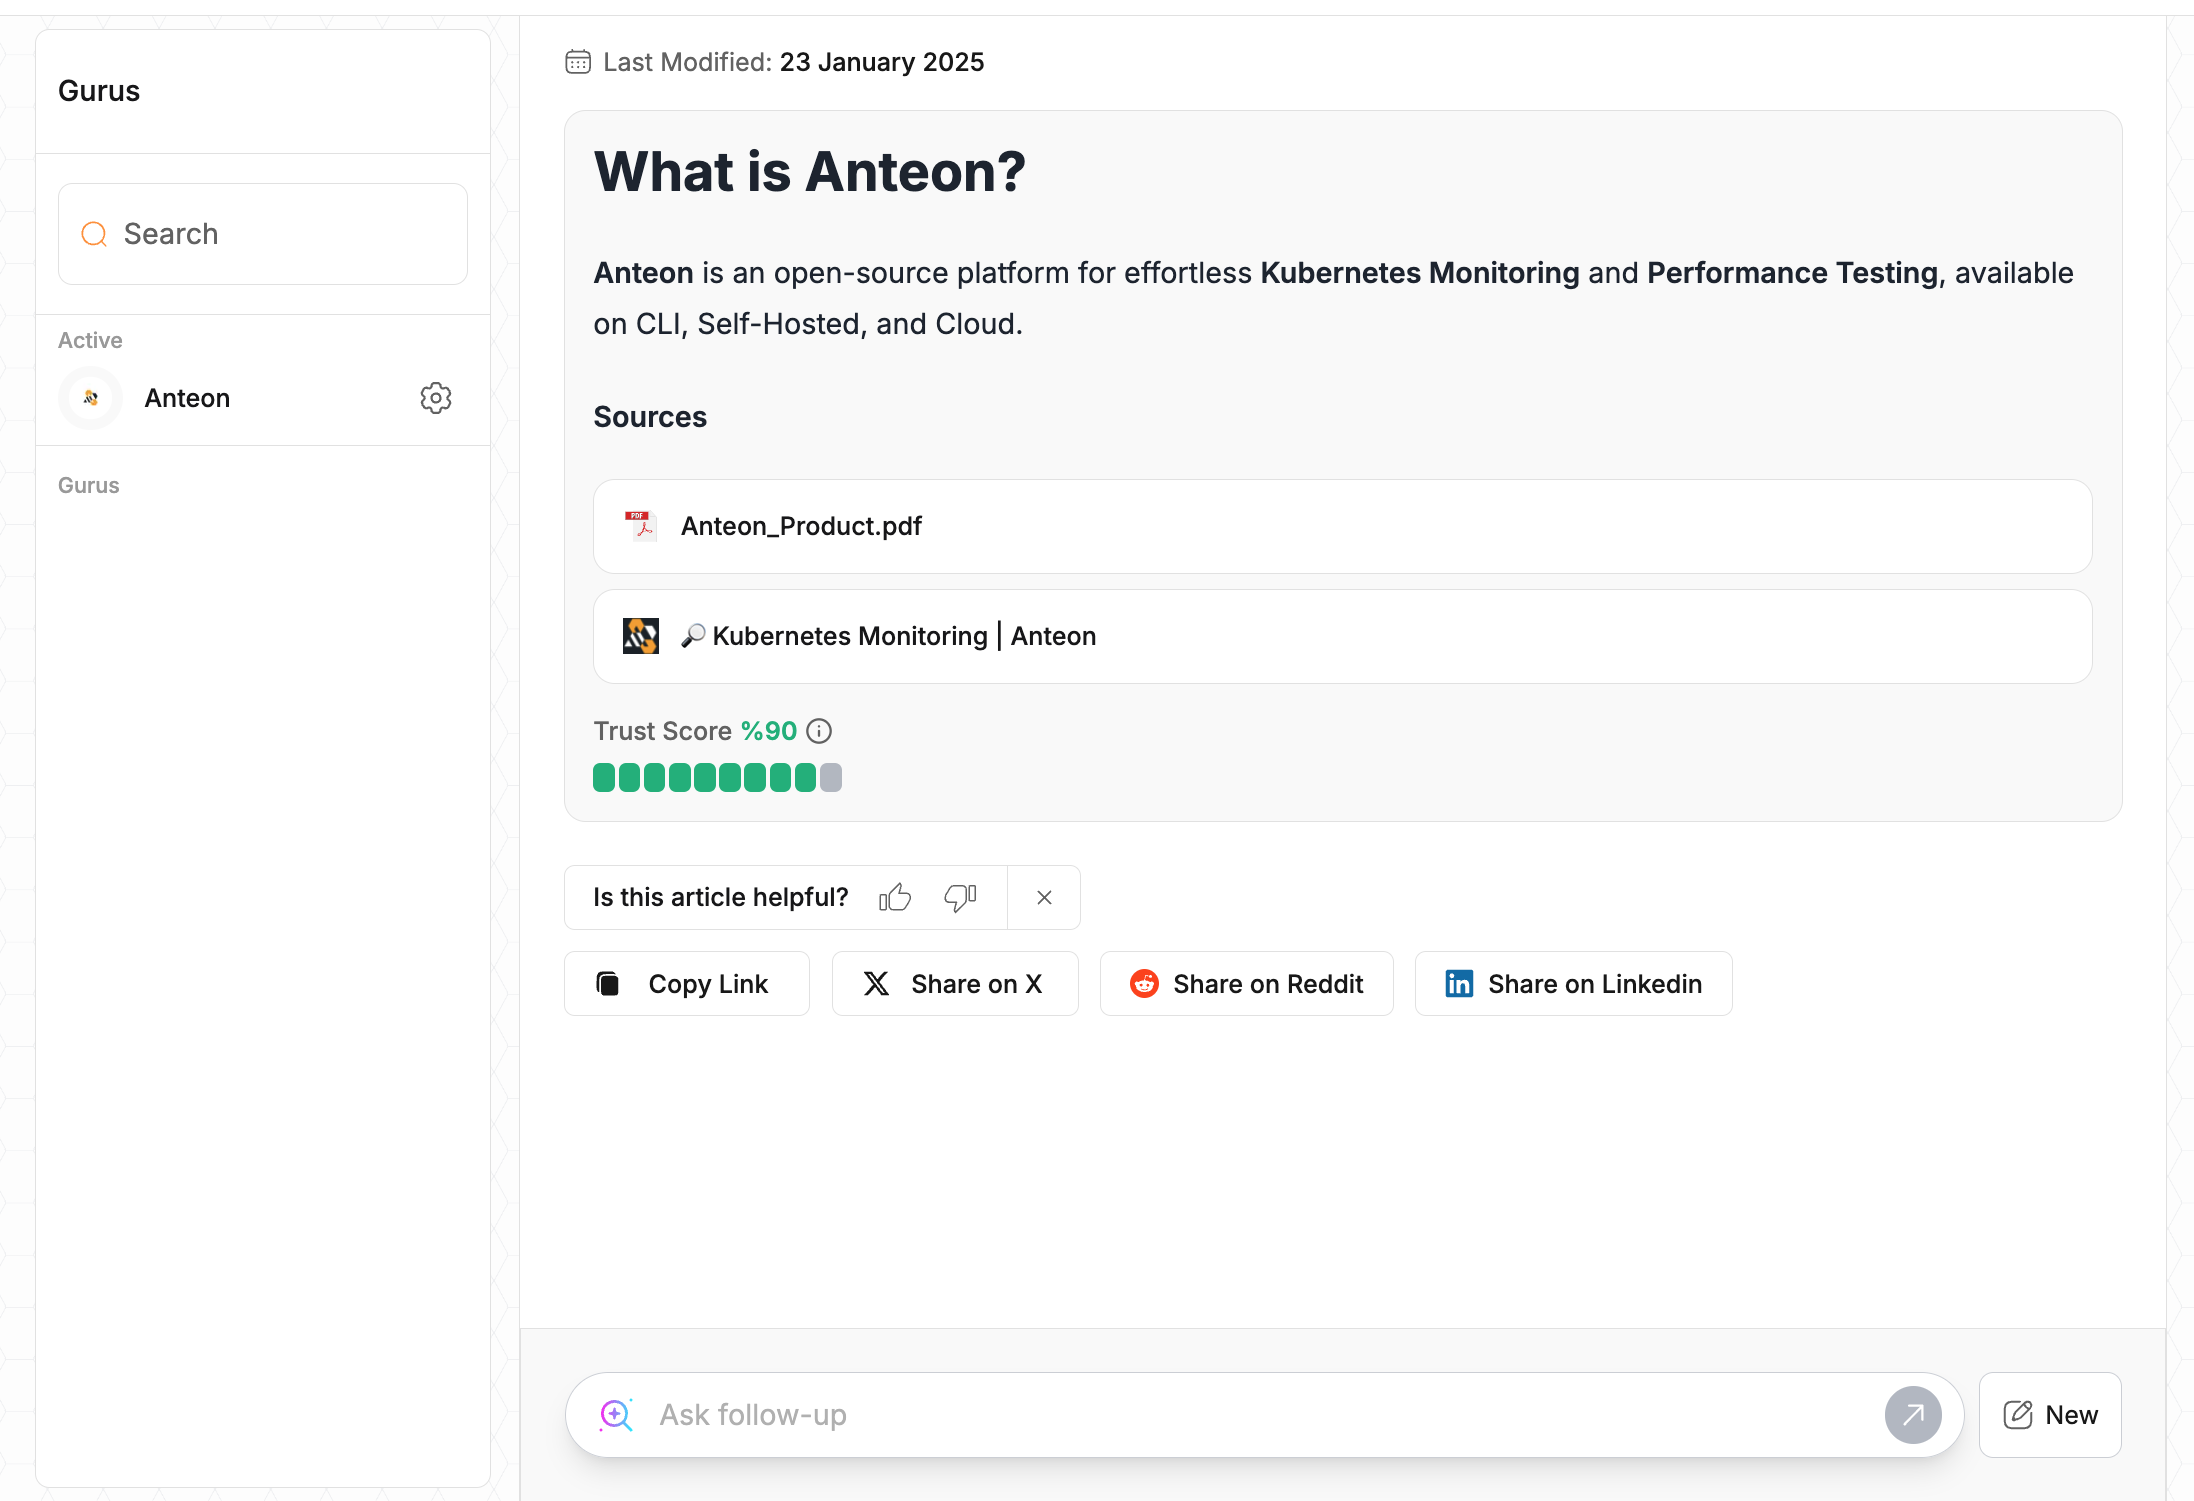 Gurus
Search
Active
Anteon
Gurus
Last Modified: 23 January 2025
What is Anteon?
Anteon is an open-source platform for effortless Kubernetes Monitoring and Performance Testing, available
on CLI, Self-Hosted, and Cloud.
Sources
PDF
Anteon_Product.pdf
🔎 Kubernetes Monitoring | Anteon
Trust Score %90
Is this article helpful?
Copy Link
Share on X
Share on Reddit
in
Share on Linkedin
Ask follow-up
New